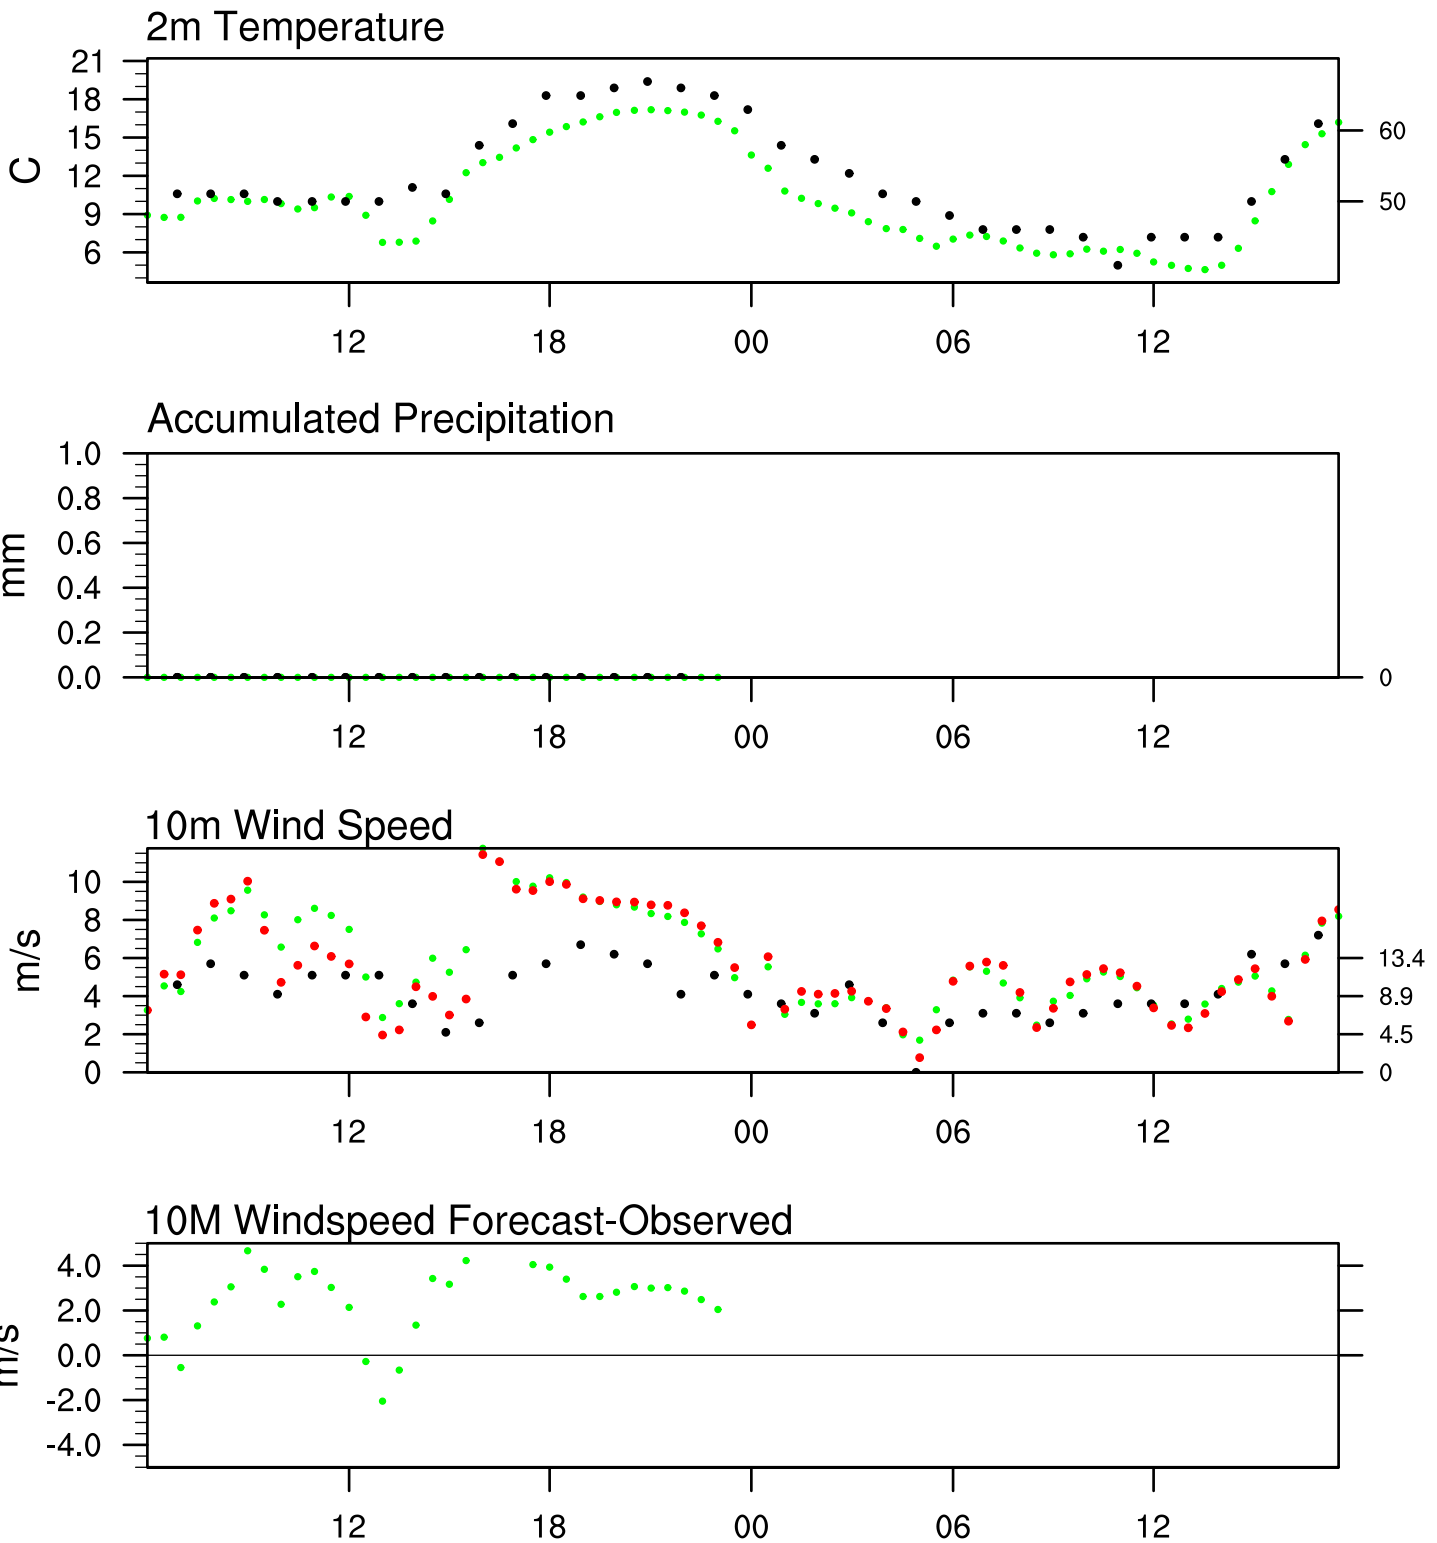 2m Temperature
21
18
15
12
9
6
C
60
50
12 18 00 06 12
Accumulated Precipitation
1.0
0.8
0.6
0.4
0.2
0.0
mm
0
12 18 00 06 12
10m Wind Speed
10
8
6
4
2
0
m/s
13.4
8.9
4.5
0
12 18 00 06 12
10M Windspeed Forecast-Observed
4.0
2.0
0.0
-2.0
-4.0
m/s
12 18 00 06 12